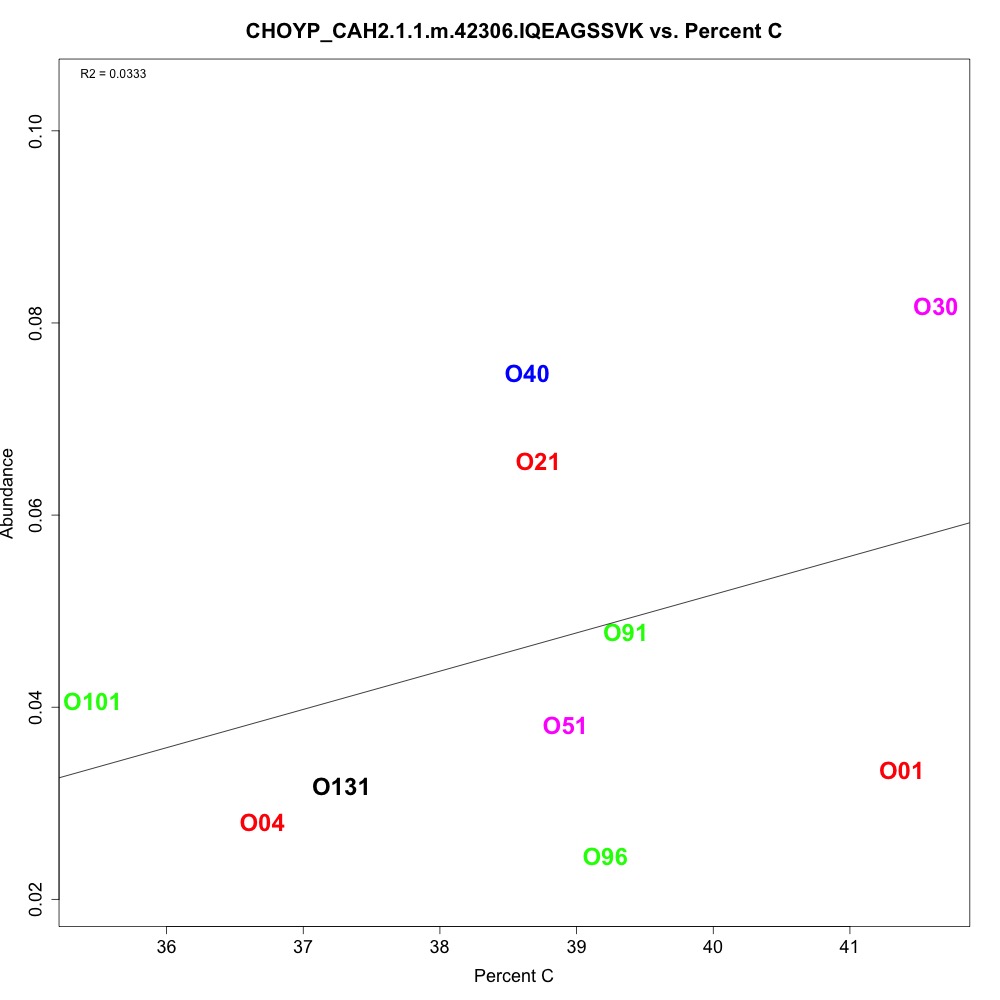 CHOYP_CAH2.1.1.m.42306.IQEAGSSVK vs. Percent C
R2 = 0.0333
0.10
O30
0.08
O40
O21
Abundance
0.06
O91
O101
0.04
O51
O01
O131
O04
O96
0.02
36 37 38 39 40 41
Percent C